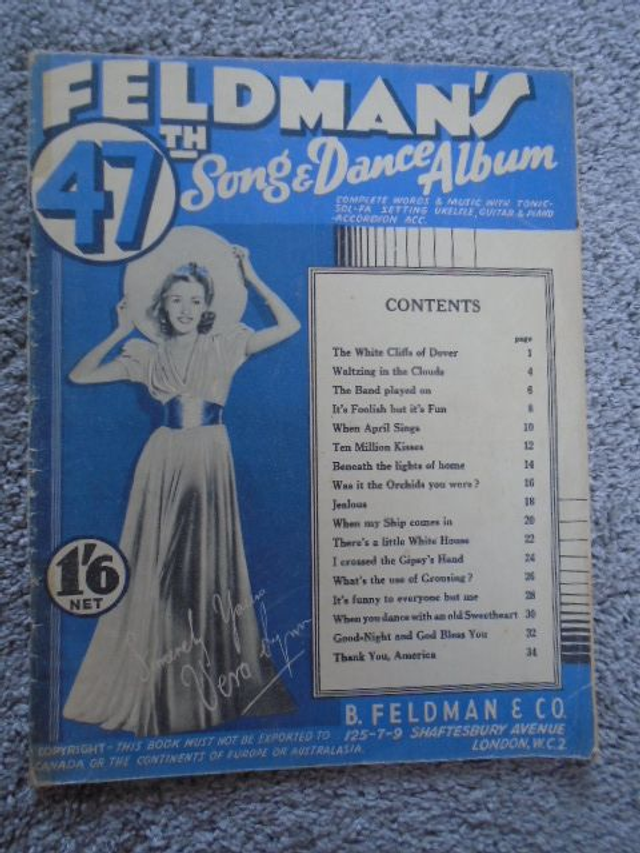 FELDMAN'S
47TH
Song & Dance Album
COMPLETE WORDS & MUSIC WITH TONIC-
SOL-FA SETTING UKELELE, GUITAR & PIANO
-ACCORDION ACC.
CONTENTS
page
The White Cliffs of Dover 1
Waltzing in the Clouds 4
The Band played on 6
It's Foolish but it's Fun 8
When April Sings 10
Ten Million Kisses 12
Beneath the lights of home 14
Was it the Orchids you wore? 16
Jealous 18
When my Ship comes in 20
There's a little White House 22
I crossed the Gipsy's Hand 24
What's the use of Grousing? 26
It's funny to everyone but me 28
When you dance with an old Sweetheart 30
Good-Night and God Bless You 32
Thank You, America 34
1'6
NET
Sincerely Yours
Vera Lynn
B. FELDMAN & CO.
125-7-9 SHAFTESBURY AVENUE
LONDON, W.C.2
COPYRIGHT - THIS BOOK MUST NOT BE EXPORTED TO
CANADA OR THE CONTINENTS OF EUROPE OR AUSTRALASIA.